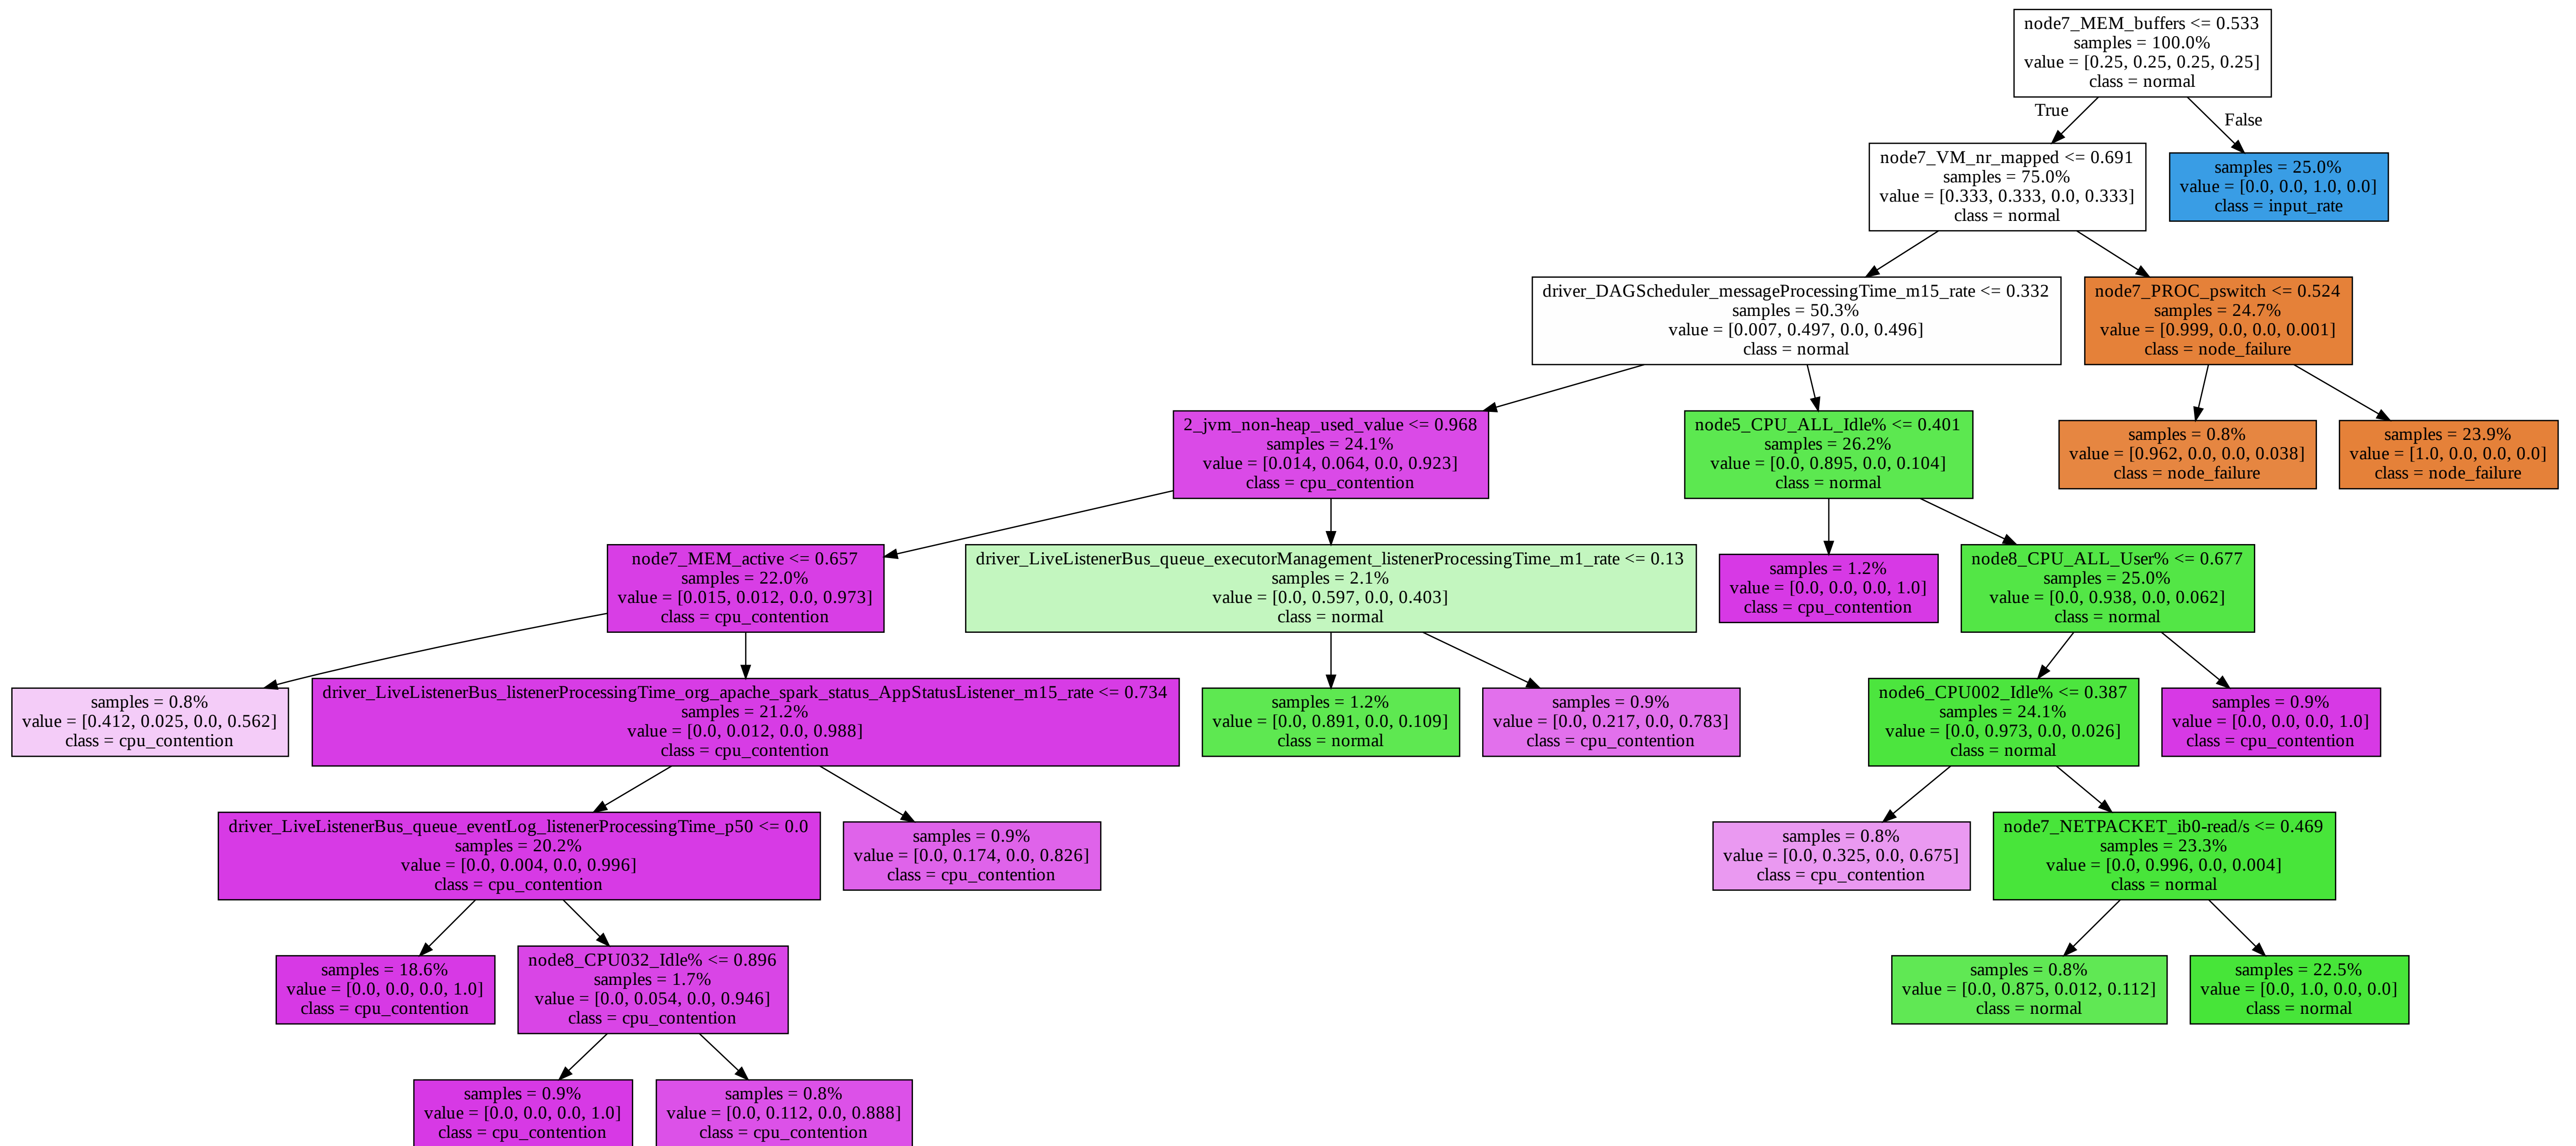 node7_MEM_buffers <= 0.533
samples = 100.0%
value = [0.25, 0.25, 0.25, 0.25]
class = normal
True
False
node7_VM_nr_mapped <= 0.691
samples = 75.0%
value = [0.333, 0.333, 0.0, 0.333]
class = normal
samples = 25.0%
value = [0.0, 0.0, 1.0, 0.0]
class = input_rate
driver_DAGScheduler_messageProcessingTime_m15_rate <= 0.332
samples = 50.3%
value = [0.007, 0.497, 0.0, 0.496]
class = normal
node7_PROC_pswitch <= 0.524
samples = 24.7%
value = [0.999, 0.0, 0.0, 0.001]
class = node_failure
2_jvm_non-heap_used_value <= 0.968
samples = 24.1%
value = [0.014, 0.064, 0.0, 0.923]
class = cpu_contention
node5_CPU_ALL_Idle% <= 0.401
samples = 26.2%
value = [0.0, 0.895, 0.0, 0.104]
class = normal
samples = 0.8%
value = [0.962, 0.0, 0.0, 0.038]
class = node_failure
samples = 23.9%
value = [1.0, 0.0, 0.0, 0.0]
class = node_failure
node7_MEM_active <= 0.657
samples = 22.0%
value = [0.015, 0.012, 0.0, 0.973]
class = cpu_contention
driver_LiveListenerBus_queue_executorManagement_listenerProcessingTime_m1_rate <= 0.13
samples = 2.1%
value = [0.0, 0.597, 0.0, 0.403]
class = normal
samples = 1.2%
value = [0.0, 0.0, 0.0, 1.0]
class = cpu_contention
node8_CPU_ALL_User% <= 0.677
samples = 25.0%
value = [0.0, 0.938, 0.0, 0.062]
class = normal
samples = 0.8%
value = [0.412, 0.025, 0.0, 0.562]
class = cpu_contention
driver_LiveListenerBus_listenerProcessingTime_org_apache_spark_status_AppStatusListener_m15_rate <= 0.734
samples = 21.2%
value = [0.0, 0.012, 0.0, 0.988]
class = cpu_contention
samples = 1.2%
value = [0.0, 0.891, 0.0, 0.109]
class = normal
samples = 0.9%
value = [0.0, 0.217, 0.0, 0.783]
class = cpu_contention
node6_CPU002_Idle% <= 0.387
samples = 24.1%
value = [0.0, 0.973, 0.0, 0.026]
class = normal
samples = 0.9%
value = [0.0, 0.0, 0.0, 1.0]
class = cpu_contention
driver_LiveListenerBus_queue_eventLog_listenerProcessingTime_p50 <= 0.0
samples = 20.2%
value = [0.0, 0.004, 0.0, 0.996]
class = cpu_contention
samples = 0.9%
value = [0.0, 0.174, 0.0, 0.826]
class = cpu_contention
samples = 0.8%
value = [0.0, 0.325, 0.0, 0.675]
class = cpu_contention
node7_NETPACKET_ib0-read/s <= 0.469
samples = 23.3%
value = [0.0, 0.996, 0.0, 0.004]
class = normal
samples = 18.6%
value = [0.0, 0.0, 0.0, 1.0]
class = cpu_contention
node8_CPU032_Idle% <= 0.896
samples = 1.7%
value = [0.0, 0.054, 0.0, 0.946]
class = cpu_contention
samples = 0.8%
value = [0.0, 0.875, 0.012, 0.112]
class = normal
samples = 22.5%
value = [0.0, 1.0, 0.0, 0.0]
class = normal
samples = 0.9%
value = [0.0, 0.0, 0.0, 1.0]
class = cpu_contention
samples = 0.8%
value = [0.0, 0.112, 0.0, 0.888]
class = cpu_contention